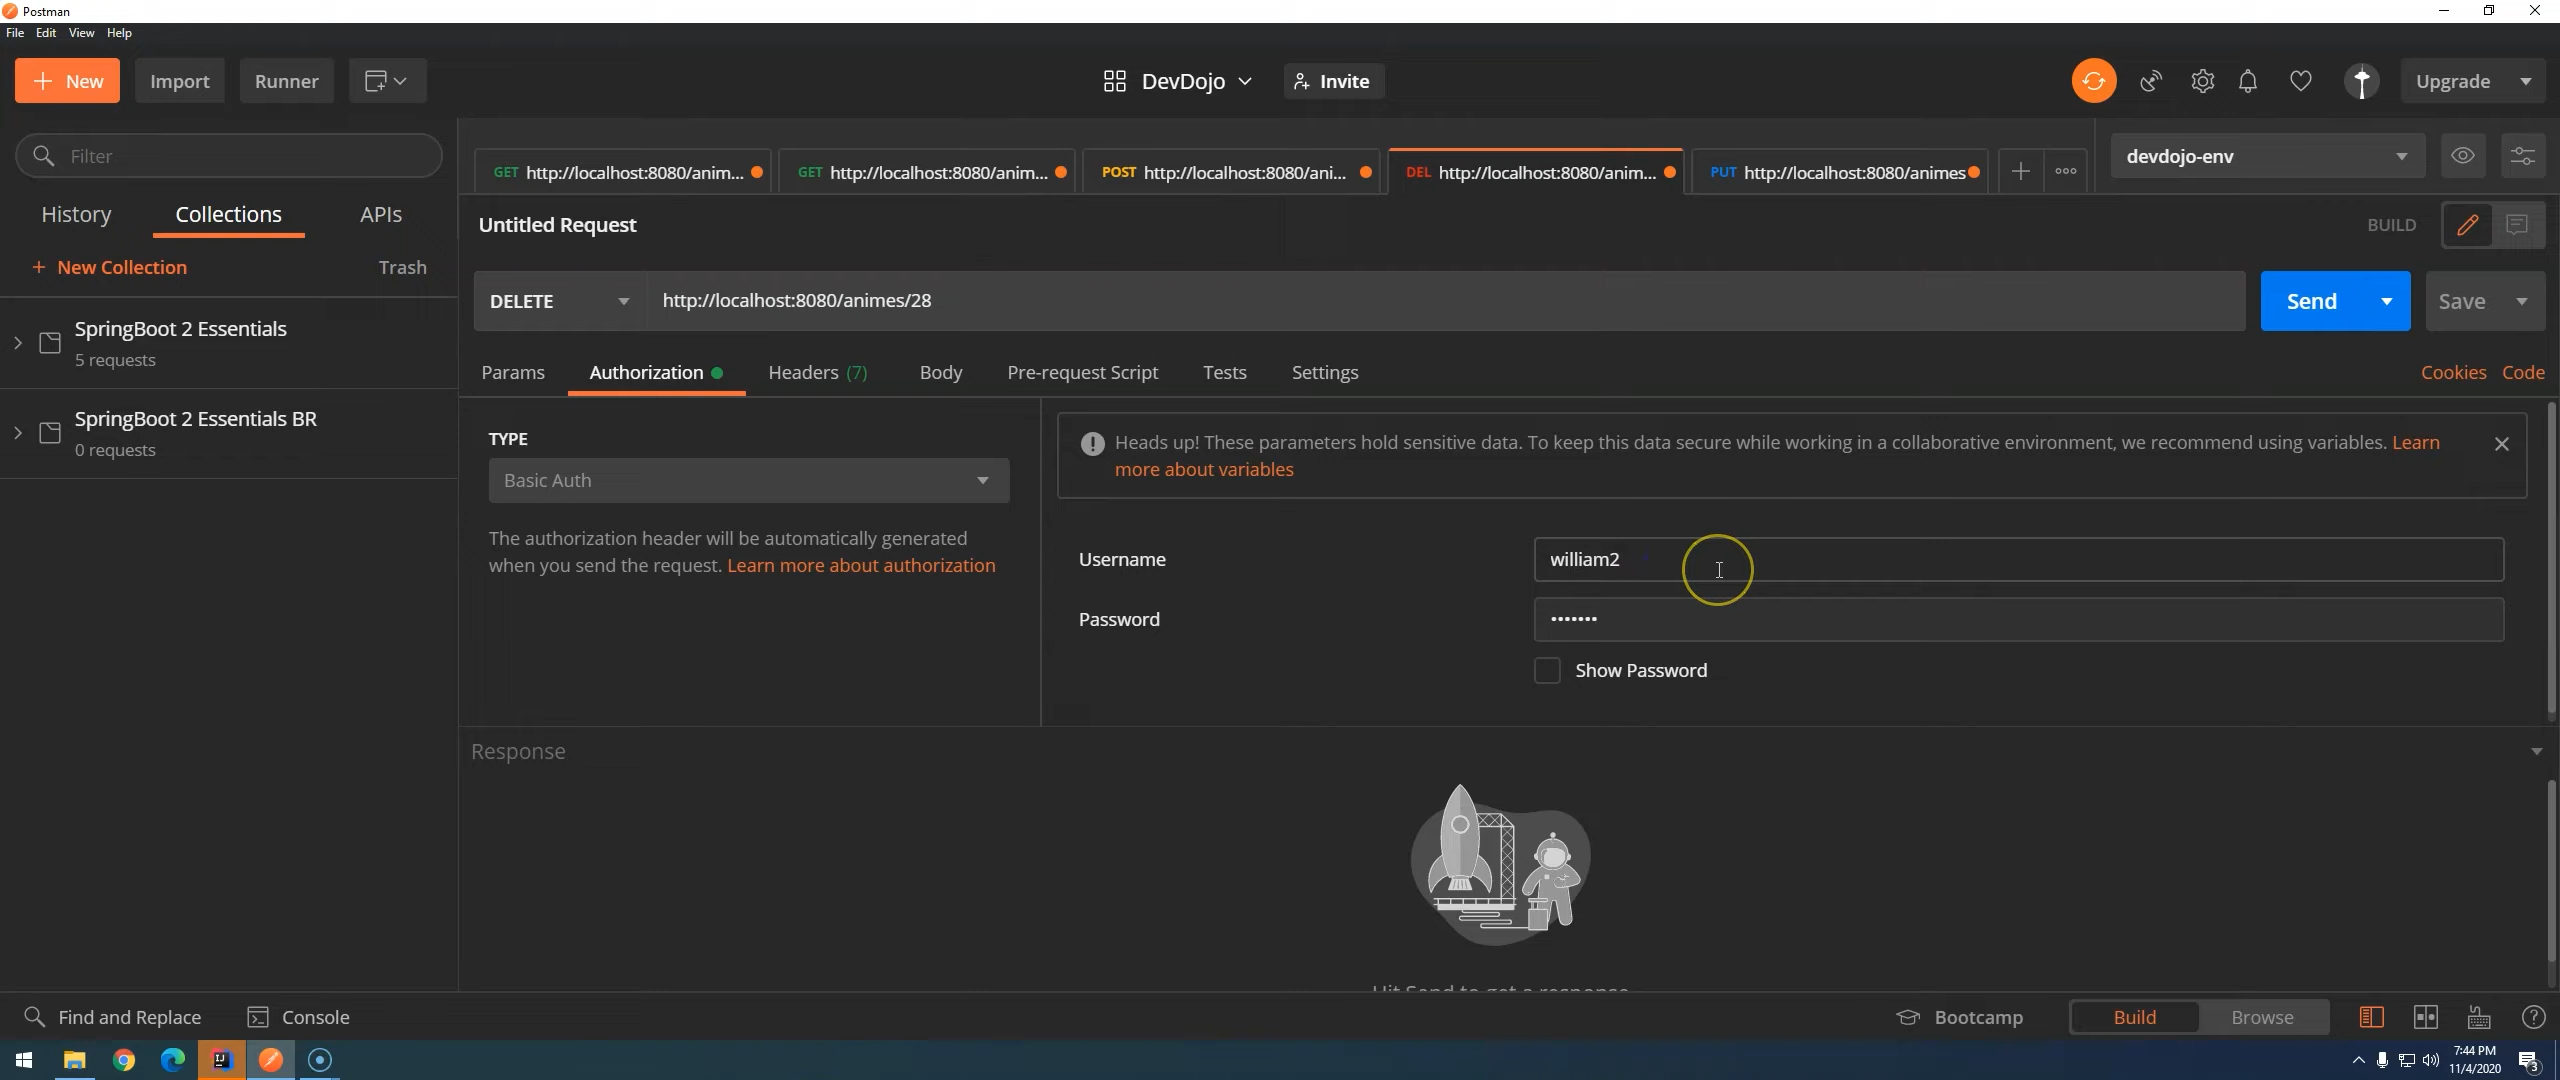 Postman
File Edit View Help
New Import Runner DevDojo Invite Upgrade
Filter
GET http://localhost:8080/anim... GET http://localhost:8080/anim... POST http://localhost:8080/ani... DEL http://localhost:8080/anim... PUT http://localhost:8080/animes devdojo-env
History Collections APIs
Untitled Request BUILD
+ New Collection Trash
DELETE http://localhost:8080/animes/28 Send Save
SpringBoot 2 Essentials
5 requests
Params Authorization Headers (7) Body Pre-request Script Tests Settings Cookies Code
SpringBoot 2 Essentials BR
0 requests
TYPE
Basic Auth
The authorization header will be automatically generated
when you send the request. Learn more about authorization
Heads up! These parameters hold sensitive data. To keep this data secure while working in a collaborative environment, we recommend using variables. Learn
more about variables
Username william2
Password •••••••
Show Password
Response
Hit Send to get a response
Find and Replace Console Bootcamp Build Browse
7:44 PM
11/4/2020
3